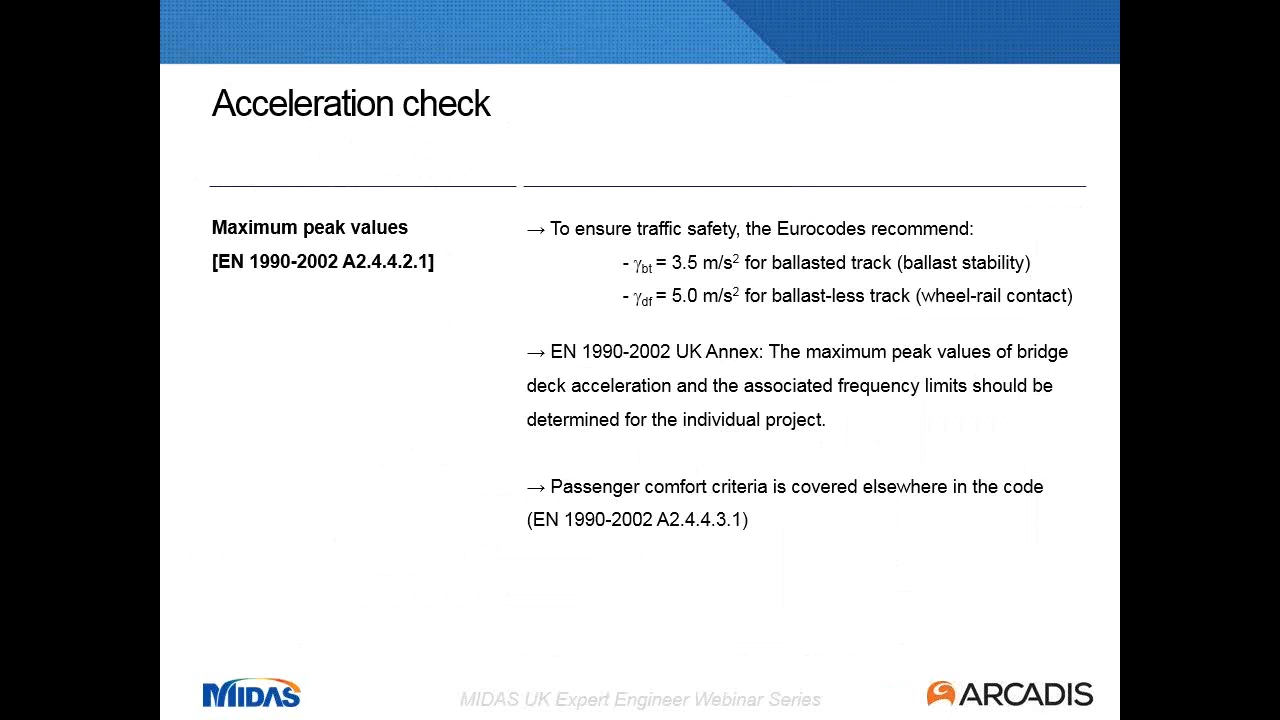 Acceleration check
Maximum peak values
[EN 1990-2002 A2.4.4.2.1]
→ To ensure traffic safety, the Eurocodes recommend:
- γbt = 3.5 m/s² for ballasted track (ballast stability)
- γdf = 5.0 m/s² for ballast-less track (wheel-rail contact)
→ EN 1990-2002 UK Annex: The maximum peak values of bridge
deck acceleration and the associated frequency limits should be
determined for the individual project.
→ Passenger comfort criteria is covered elsewhere in the code
(EN 1990-2002 A2.4.4.3.1)
MIDAS
MIDAS UK Expert Engineer Webinar Series
ARCADIS